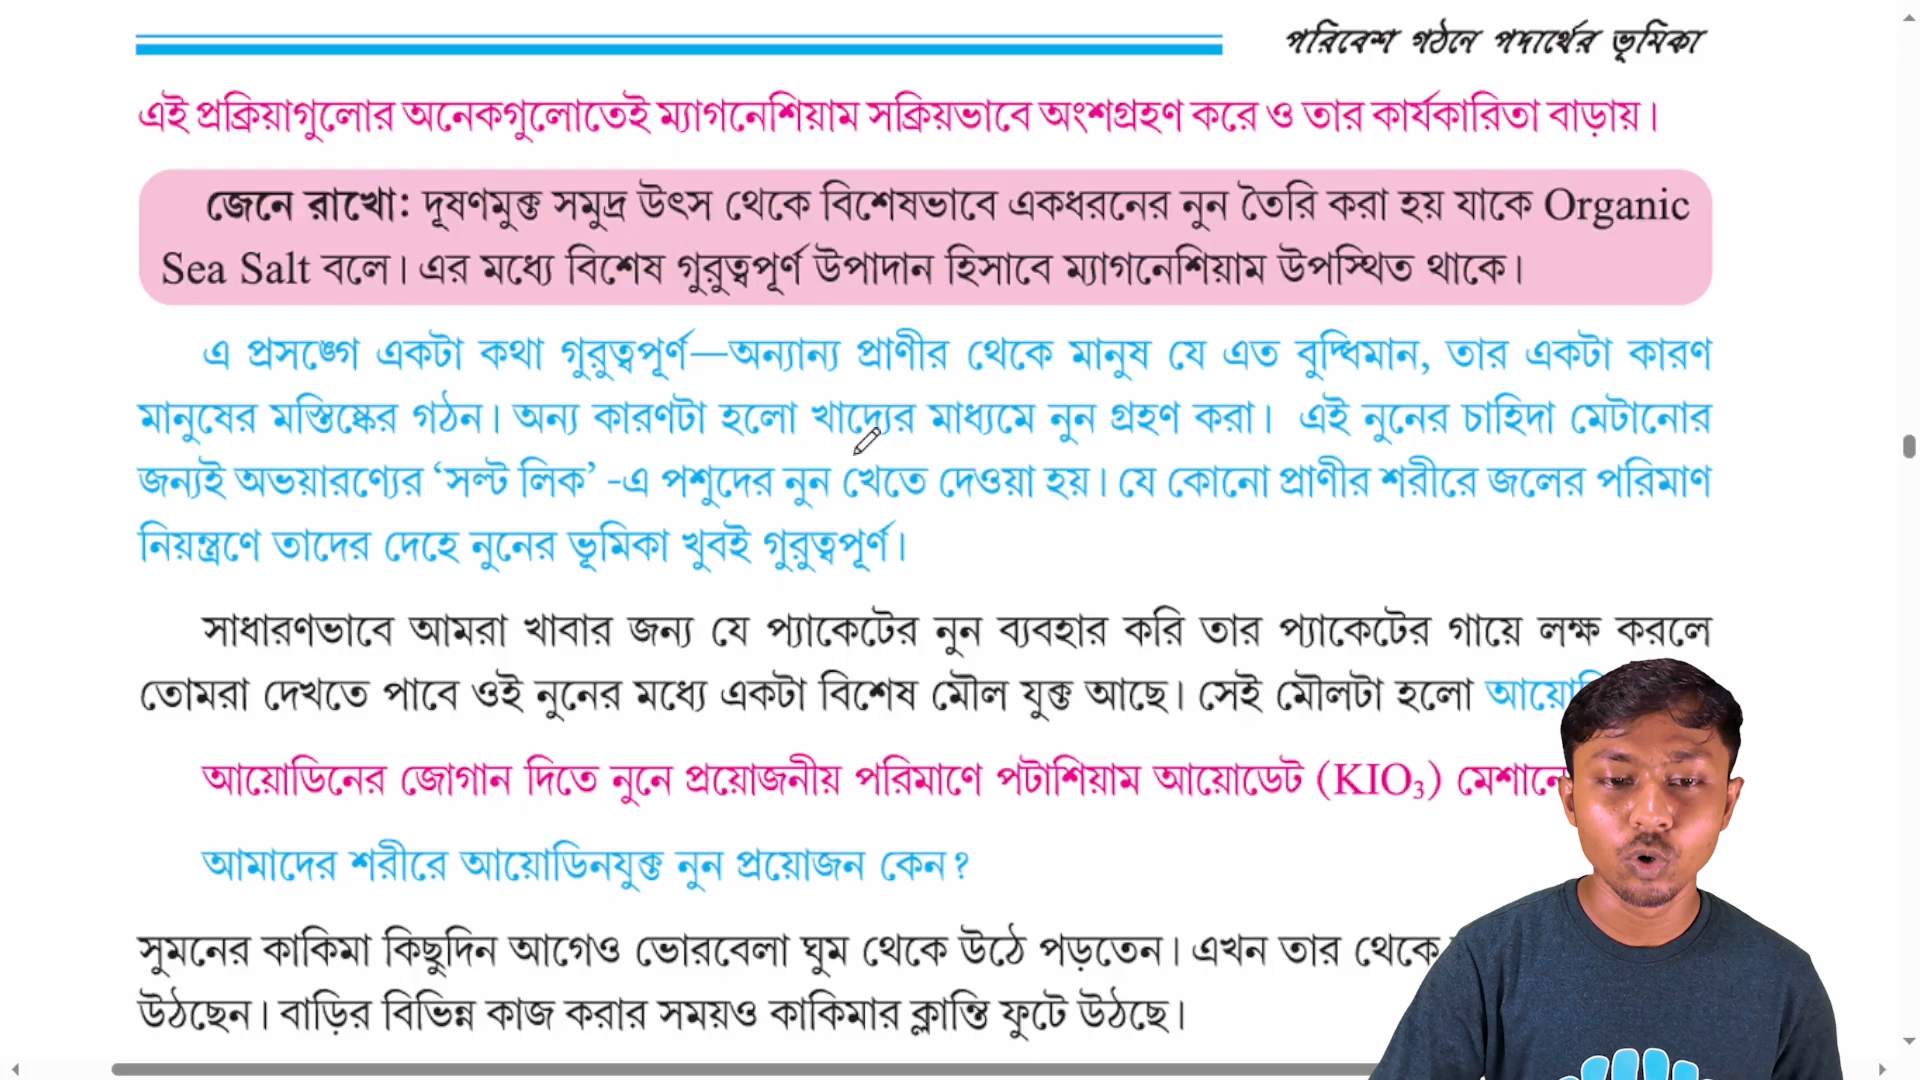 পরিবেশ গঠনে পদার্থের ভূমিকা
এই প্রক্রিয়াগুলোর অনেকগুলোতেই ম্যাগনেশিয়াম সক্রিয়ভাবে অংশগ্রহণ করে ও তার কার্যকারিতা বাড়ায়।
জেনে রাখো: দূষণমুক্ত সমুদ্র উৎস থেকে বিশেষভাবে একধরনের নুন তৈরি করা হয় যাকে Organic
Sea Salt বলে। এর মধ্যে বিশেষ গুরুত্বপূর্ণ উপাদান হিসাবে ম্যাগনেশিয়াম উপস্থিত থাকে।
এ প্রসঙ্গে একটা কথা গুরুত্বপূর্ণ—অন্যান্য প্রাণীর থেকে মানুষ যে এত বুদ্ধিমান, তার একটা কারণ
মানুষের মস্তিষ্কের গঠন। অন্য কারণটা হলো খাদ্যের মাধ্যমে নুন গ্রহণ করা। এই নুনের চাহিদা মেটানোর
জন্যই অভয়ারণ্যের ‘সল্ট লিক’ -এ পশুদের নুন খেতে দেওয়া হয়। যে কোনো প্রাণীর শরীরে জলের পরিমাণ
নিয়ন্ত্রণে তাদের দেহে নুনের ভূমিকা খুবই গুরুত্বপূর্ণ।
সাধারণভাবে আমরা খাবার জন্য যে প্যাকেটের নুন ব্যবহার করি তার প্যাকেটের গায়ে লক্ষ করলে
তোমরা দেখতে পাবে ওই নুনের মধ্যে একটা বিশেষ মৌল যুক্ত আছে। সেই মৌলটা হলো
আয়োডিনের জোগান দিতে নুনে প্রয়োজনীয় পরিমাণে পটাশিয়াম আয়োডেট (KIO₃) মেশানো
আমাদের শরীরে আয়োডিনযুক্ত নুন প্রয়োজন কেন?
সুমনের কাকিমা কিছুদিন আগেও ভোরবেলা ঘুম থেকে উঠে পড়তেন। এখন তার থেকে
উঠছেন। বাড়ির বিভিন্ন কাজ করার সময়ও কাকিমার ক্লান্তি ফুটে উঠছে।